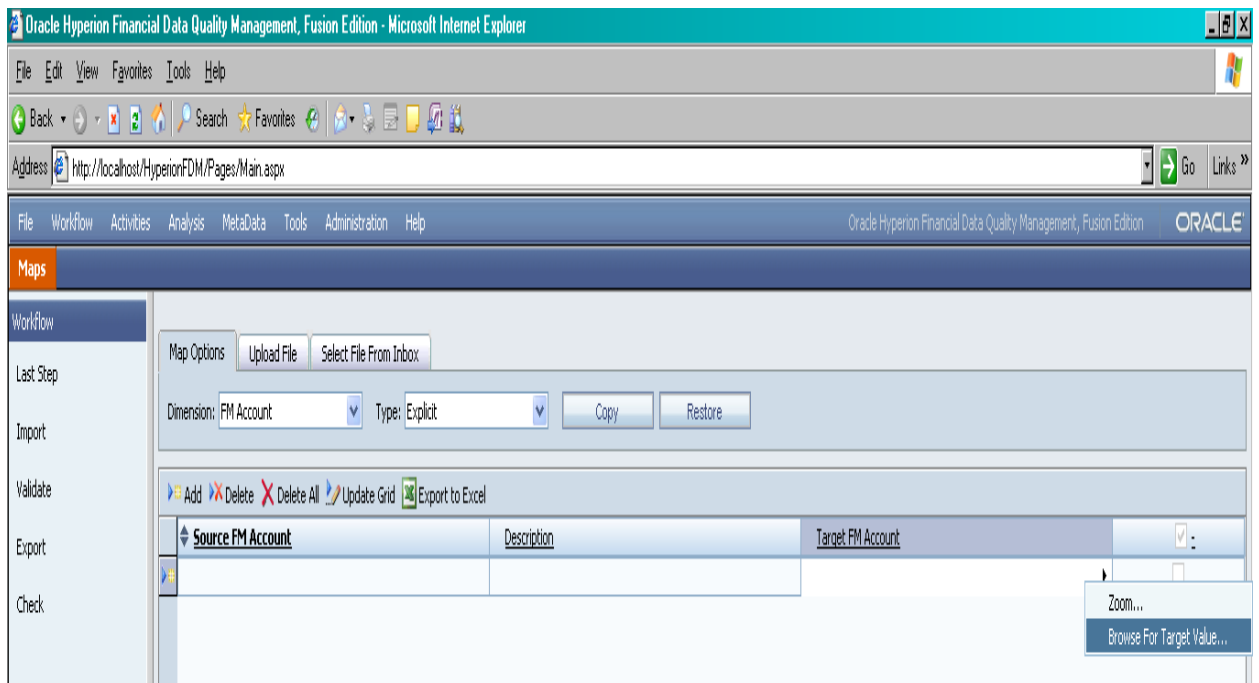 Oracle Hyperion Financial Data Quality Management, Fusion Edition - Microsoft Internet Explorer
File Edit View Favorites Tools Help
Back Search Favorites
Address http://localhost/HyperionFDM/Pages/Main.aspx Go Links »
File Workflow Activities Analysis MetaData Tools Administration Help Oracle Hyperion Financial Data Quality Management, Fusion Edition ORACLE
Maps
Workflow
Last Step
Import
Validate
Export
Check
Map Options Upload File Select File From Inbox
Dimension: FM Account Type: Explicit Copy Restore
Add Delete Delete All Update Grid Export to Excel
Source FM Account Description Target FM Account -
Zoom...
Browse For Target Value...